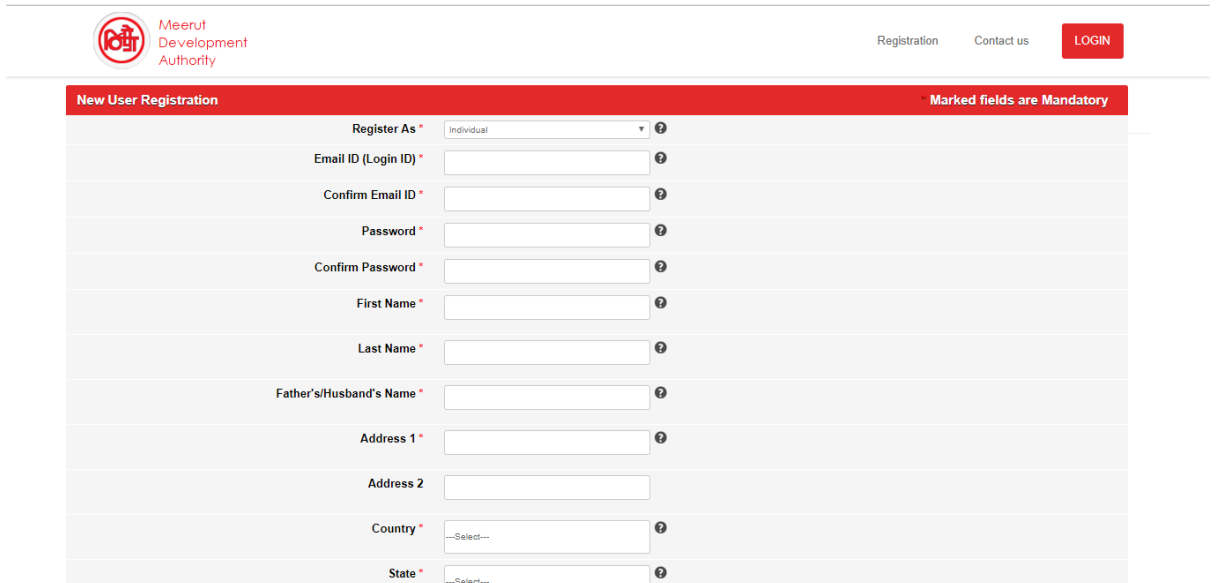 Meerut
Development
Authority
Registration Contact us LOGIN
New User Registration * Marked fields are Mandatory
Register As * Individual
Email ID (Login ID) *
Confirm Email ID *
Password *
Confirm Password *
First Name *
Last Name *
Father's/Husband's Name *
Address 1 *
Address 2
Country * ---Select---
State * ---Select---